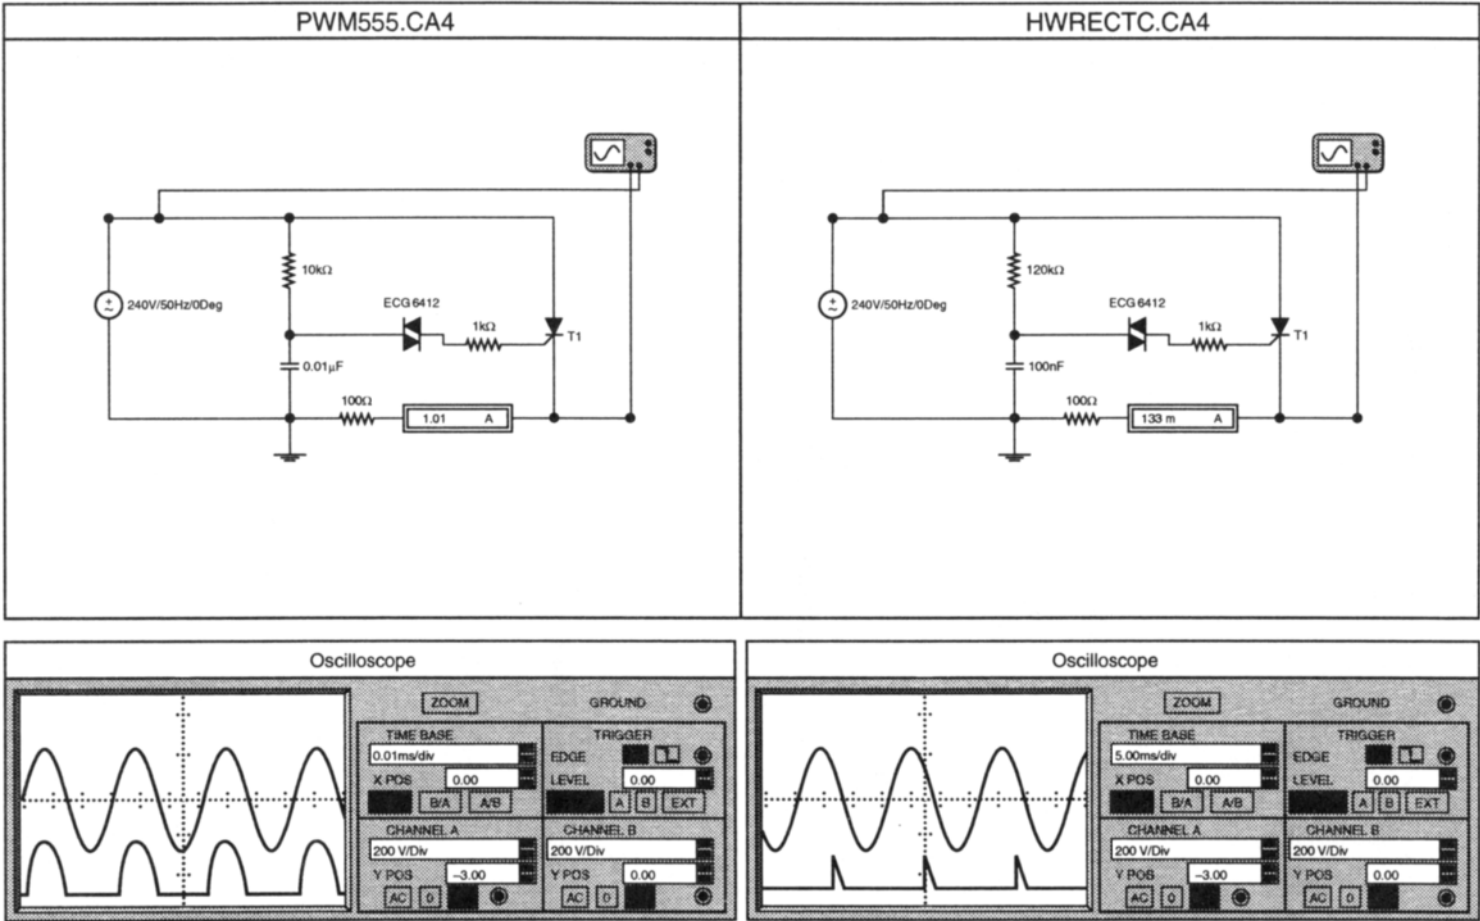 PWM555.CA4
HWRECTC.CA4
10kΩ
240V/50Hz/0Deg
ECG6412
1kΩ
T1
0.01µF
100Ω
1.01 A
120kΩ
240V/50Hz/0Deg
ECG6412
1kΩ
T1
100nF
100Ω
133 m A
Oscilloscope
ZOOM
GROUND
TIME BASE
TRIGGER
0.01ms/div
EDGE
X POS 0.00
LEVEL 0.00
B/A A/B
A B EXT
CHANNEL A
CHANNEL B
200 V/Div
200 V/Div
Y POS –3.00
Y POS 0.00
AC 0
AC 0
Oscilloscope
ZOOM
GROUND
TIME BASE
TRIGGER
5.00ms/div
EDGE
X POS 0.00
LEVEL 0.00
B/A A/B
A B EXT
CHANNEL A
CHANNEL B
200 V/Div
200 V/Div
Y POS –3.00
Y POS 0.00
AC 0
AC 0